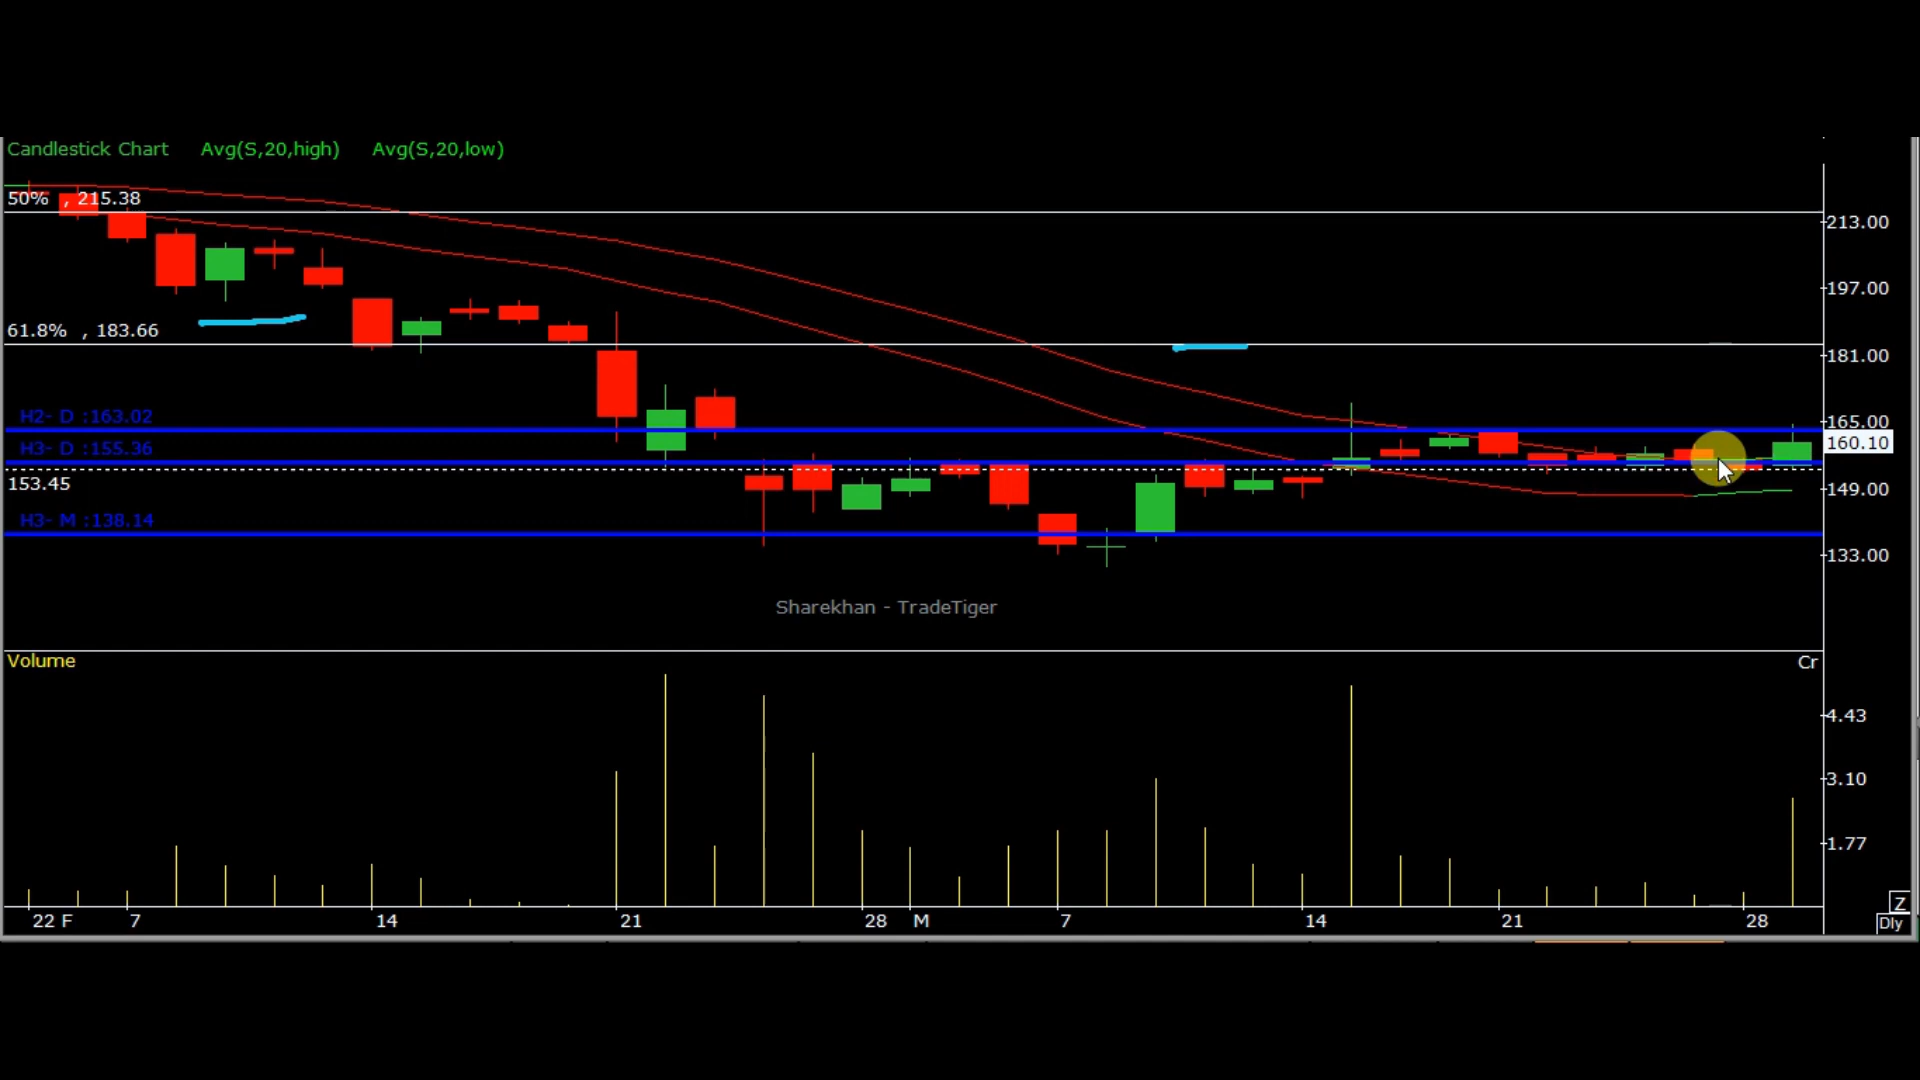 Candlestick Chart Avg(S,20,high) Avg(S,20,low)
50% , 215.38
213.00
197.00
61.8% , 183.66
181.00
H2- D :163.02
165.00
160.10
H3- D :155.36
153.45
149.00
H3- M :138.14
133.00
Sharekhan - TradeTiger
Volume
Cr
4.43
3.10
1.77
Z
22 F 7 14 21 28 M 7 14 21 28
Dly